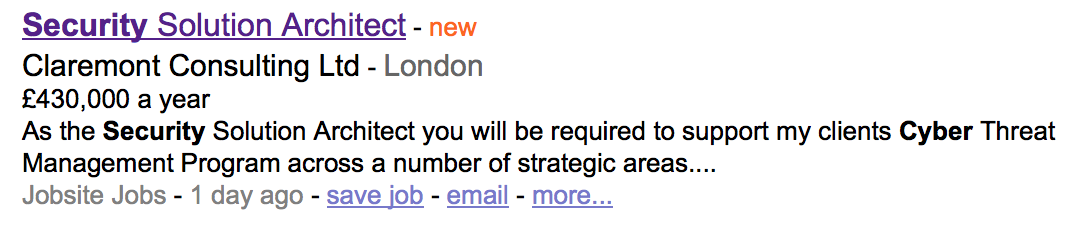 Security Solution Architect - new
Claremont Consulting Ltd - London
£430,000 a year
As the Security Solution Architect you will be required to support my clients Cyber Threat
Management Program across a number of strategic areas....
Jobsite Jobs - 1 day ago - save job - email - more...